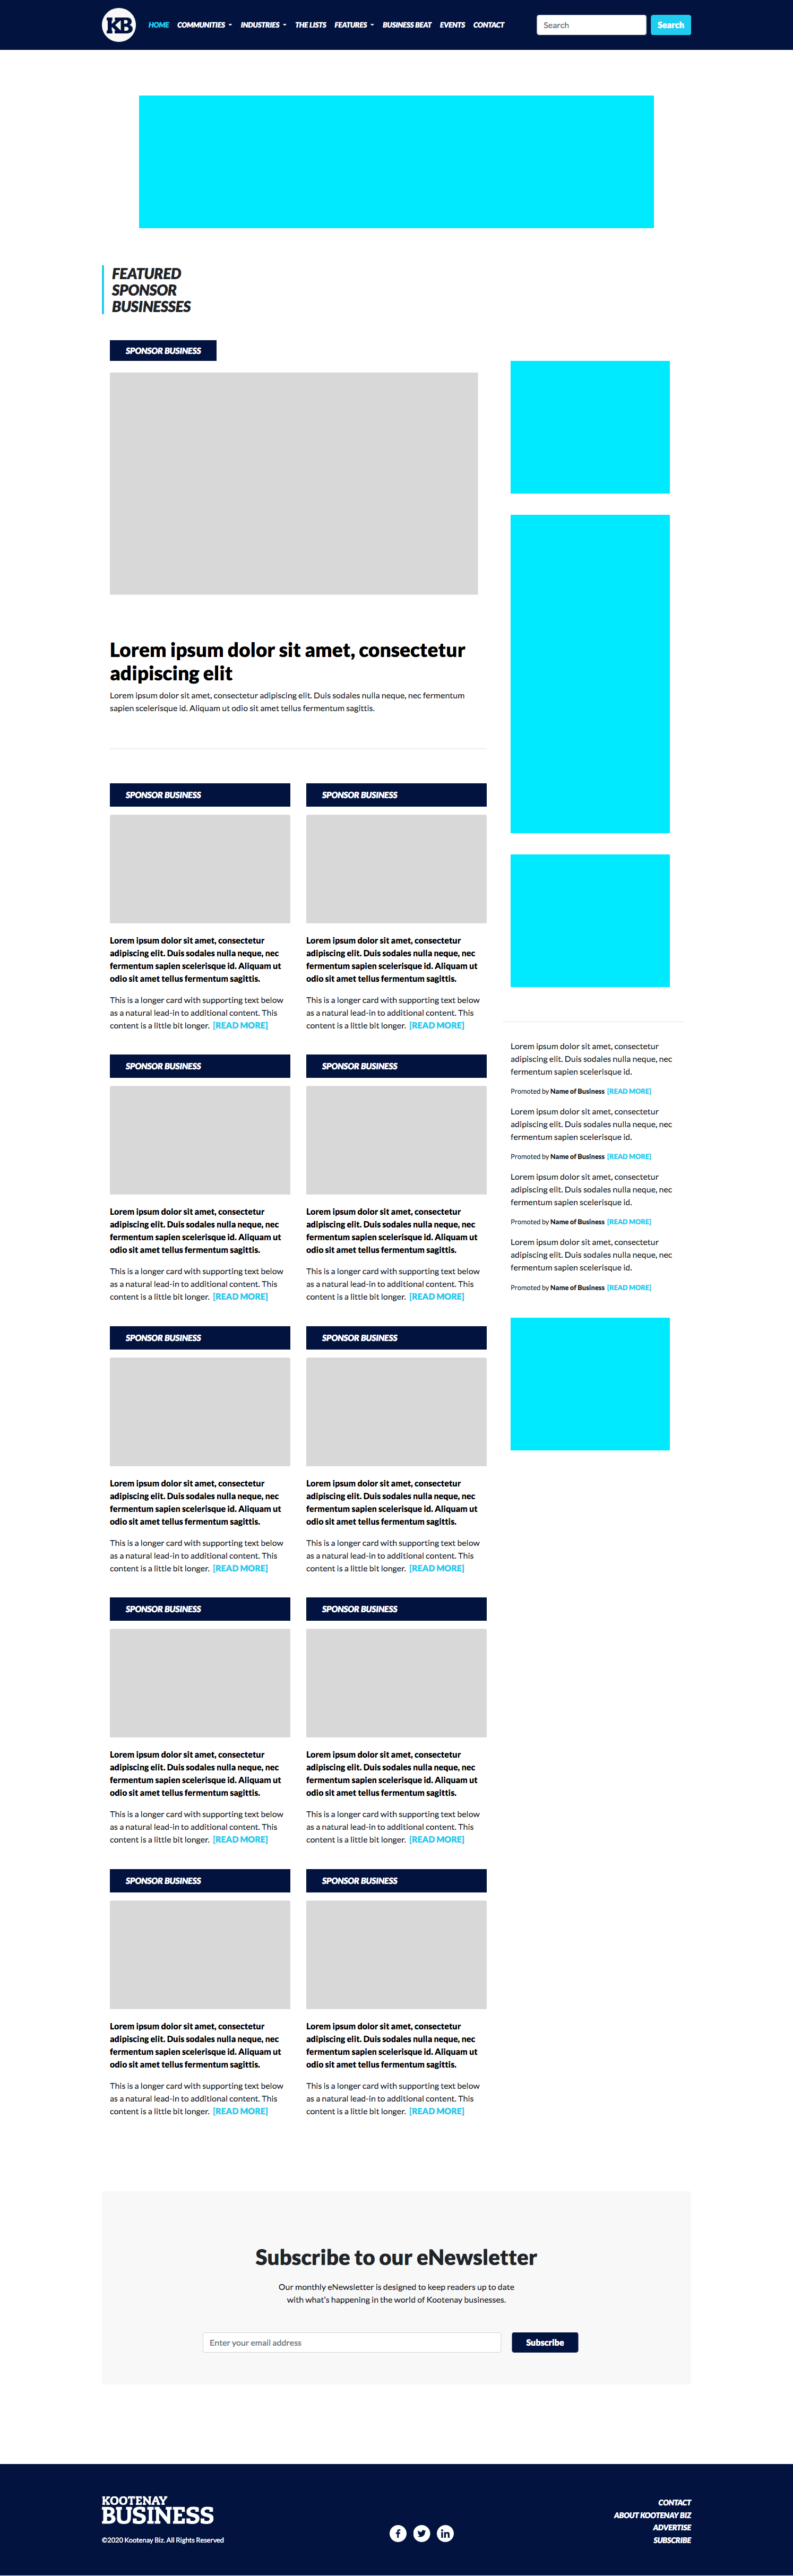 KB HOME COMMUNITIES INDUSTRIES THE LISTS FEATURES BUSINESS BEAT EVENTS CONTACT Search Search
FEATURED
SPONSOR
BUSINESSES
SPONSOR BUSINESS
Lorem ipsum dolor sit amet, consectetur
adipiscing elit
Lorem ipsum dolor sit amet, consectetur adipiscing elit. Duis sodales nulla neque, nec fermentum
sapien scelerisque id. Aliquam ut odio sit amet tellus fermentum sagittis.
SPONSOR BUSINESS
Lorem ipsum dolor sit amet, consectetur
adipiscing elit. Duis sodales nulla neque, nec
fermentum sapien scelerisque id. Aliquam ut
odio sit amet tellus fermentum sagittis.
This is a longer card with supporting text below
as a natural lead-in to additional content. This
content is a little bit longer. [READ MORE]
SPONSOR BUSINESS
Lorem ipsum dolor sit amet, consectetur
adipiscing elit. Duis sodales nulla neque, nec
fermentum sapien scelerisque id. Aliquam ut
odio sit amet tellus fermentum sagittis.
This is a longer card with supporting text below
as a natural lead-in to additional content. This
content is a little bit longer. [READ MORE]
SPONSOR BUSINESS
Lorem ipsum dolor sit amet, consectetur
adipiscing elit. Duis sodales nulla neque, nec
fermentum sapien scelerisque id. Aliquam ut
odio sit amet tellus fermentum sagittis.
This is a longer card with supporting text below
as a natural lead-in to additional content. This
content is a little bit longer. [READ MORE]
SPONSOR BUSINESS
Lorem ipsum dolor sit amet, consectetur
adipiscing elit. Duis sodales nulla neque, nec
fermentum sapien scelerisque id. Aliquam ut
odio sit amet tellus fermentum sagittis.
This is a longer card with supporting text below
as a natural lead-in to additional content. This
content is a little bit longer. [READ MORE]
SPONSOR BUSINESS
Lorem ipsum dolor sit amet, consectetur
adipiscing elit. Duis sodales nulla neque, nec
fermentum sapien scelerisque id. Aliquam ut
odio sit amet tellus fermentum sagittis.
This is a longer card with supporting text below
as a natural lead-in to additional content. This
content is a little bit longer. [READ MORE]
SPONSOR BUSINESS
Lorem ipsum dolor sit amet, consectetur
adipiscing elit. Duis sodales nulla neque, nec
fermentum sapien scelerisque id. Aliquam ut
odio sit amet tellus fermentum sagittis.
This is a longer card with supporting text below
as a natural lead-in to additional content. This
content is a little bit longer. [READ MORE]
SPONSOR BUSINESS
Lorem ipsum dolor sit amet, consectetur
adipiscing elit. Duis sodales nulla neque, nec
fermentum sapien scelerisque id. Aliquam ut
odio sit amet tellus fermentum sagittis.
This is a longer card with supporting text below
as a natural lead-in to additional content. This
content is a little bit longer. [READ MORE]
SPONSOR BUSINESS
Lorem ipsum dolor sit amet, consectetur
adipiscing elit. Duis sodales nulla neque, nec
fermentum sapien scelerisque id. Aliquam ut
odio sit amet tellus fermentum sagittis.
This is a longer card with supporting text below
as a natural lead-in to additional content. This
content is a little bit longer. [READ MORE]
SPONSOR BUSINESS
Lorem ipsum dolor sit amet, consectetur
adipiscing elit. Duis sodales nulla neque, nec
fermentum sapien scelerisque id. Aliquam ut
odio sit amet tellus fermentum sagittis.
This is a longer card with supporting text below
as a natural lead-in to additional content. This
content is a little bit longer. [READ MORE]
SPONSOR BUSINESS
Lorem ipsum dolor sit amet, consectetur
adipiscing elit. Duis sodales nulla neque, nec
fermentum sapien scelerisque id. Aliquam ut
odio sit amet tellus fermentum sagittis.
This is a longer card with supporting text below
as a natural lead-in to additional content. This
content is a little bit longer. [READ MORE]
Lorem ipsum dolor sit amet, consectetur
adipiscing elit. Duis sodales nulla neque, nec
fermentum sapien scelerisque id.
Promoted by Name of Business [READ MORE]
Lorem ipsum dolor sit amet, consectetur
adipiscing elit. Duis sodales nulla neque, nec
fermentum sapien scelerisque id.
Promoted by Name of Business [READ MORE]
Lorem ipsum dolor sit amet, consectetur
adipiscing elit. Duis sodales nulla neque, nec
fermentum sapien scelerisque id.
Promoted by Name of Business [READ MORE]
Lorem ipsum dolor sit amet, consectetur
adipiscing elit. Duis sodales nulla neque, nec
fermentum sapien scelerisque id.
Promoted by Name of Business [READ MORE]
Subscribe to our eNewsletter
Our monthly eNewsletter is designed to keep readers up to date
with what's happening in the world of Kootenay businesses.
Enter your email address Subscribe
KOOTENAY
BUSINESS
©2020 Kootenay Biz. All Rights Reserved
CONTACT
ABOUT KOOTENAY BIZ
ADVERTISE
SUBSCRIBE